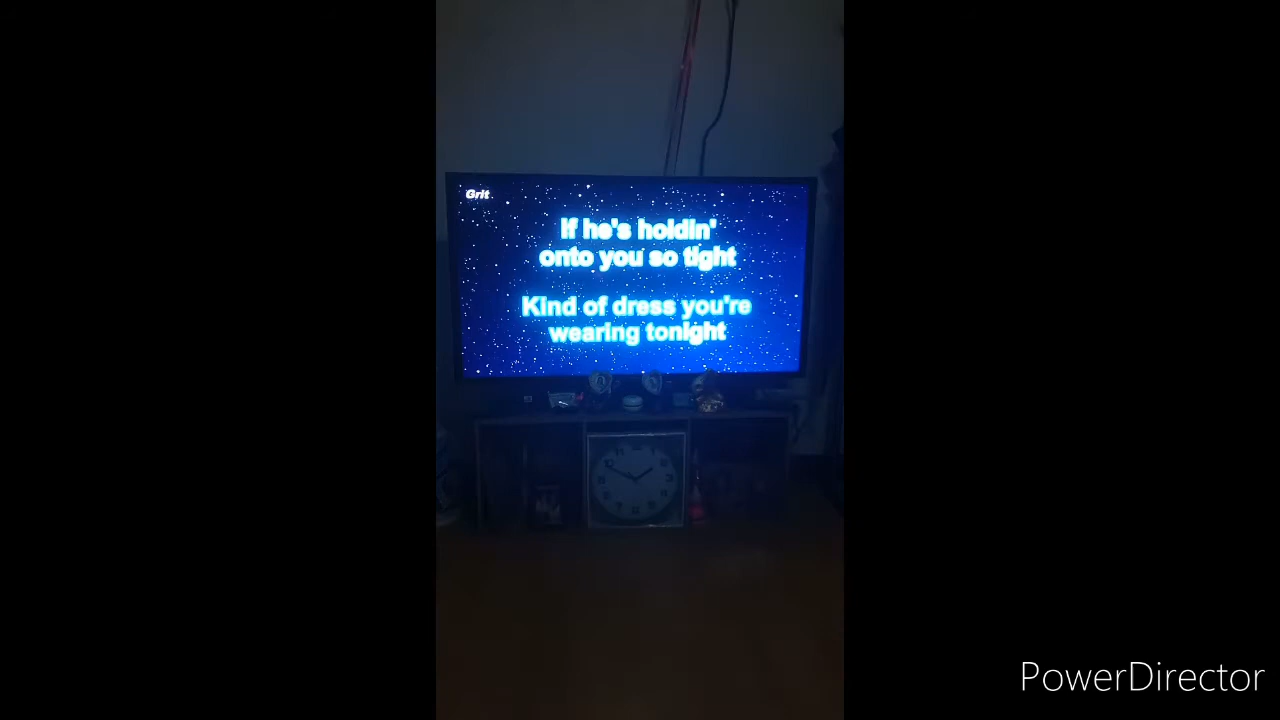 Grit
If he's holdin'
onto you so tight
Kind of dress you're
wearing tonight
PowerDirector